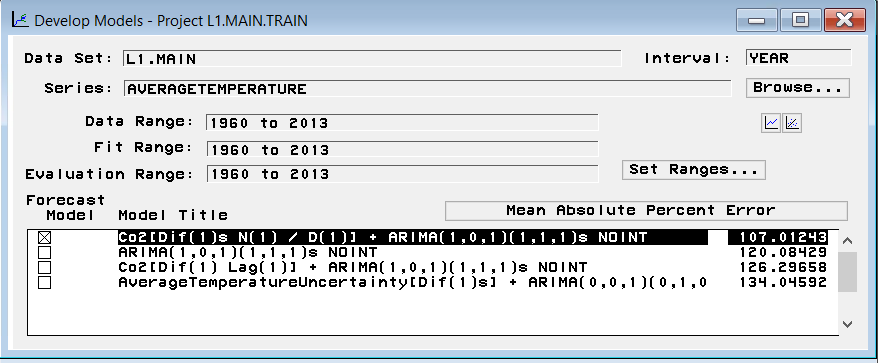 Develop Models - Project L1.MAIN.TRAIN
Data Set: L1.MAIN Interval: YEAR
Series: AVERAGETEMPERATURE Browse...
Data Range: 1960 to 2013
Fit Range: 1960 to 2013
Evaluation Range: 1960 to 2013 Set Ranges...
Forecast
Model Model Title Mean Absolute Percent Error
Co2[Dif(1)s N(1) / D(1)] + ARIMA(1,0,1)(1,1,1)s NOINT 107.01243
ARIMA(1,0,1)(1,1,1)s NOINT 120.08429
Co2[Dif(1) Lag(1)] + ARIMA(1,0,1)(1,1,1)s NOINT 126.29658
AverageTemperatureUncertainty[Dif(1)s] + ARIMA(0,0,1)(0,1,0 134.04592